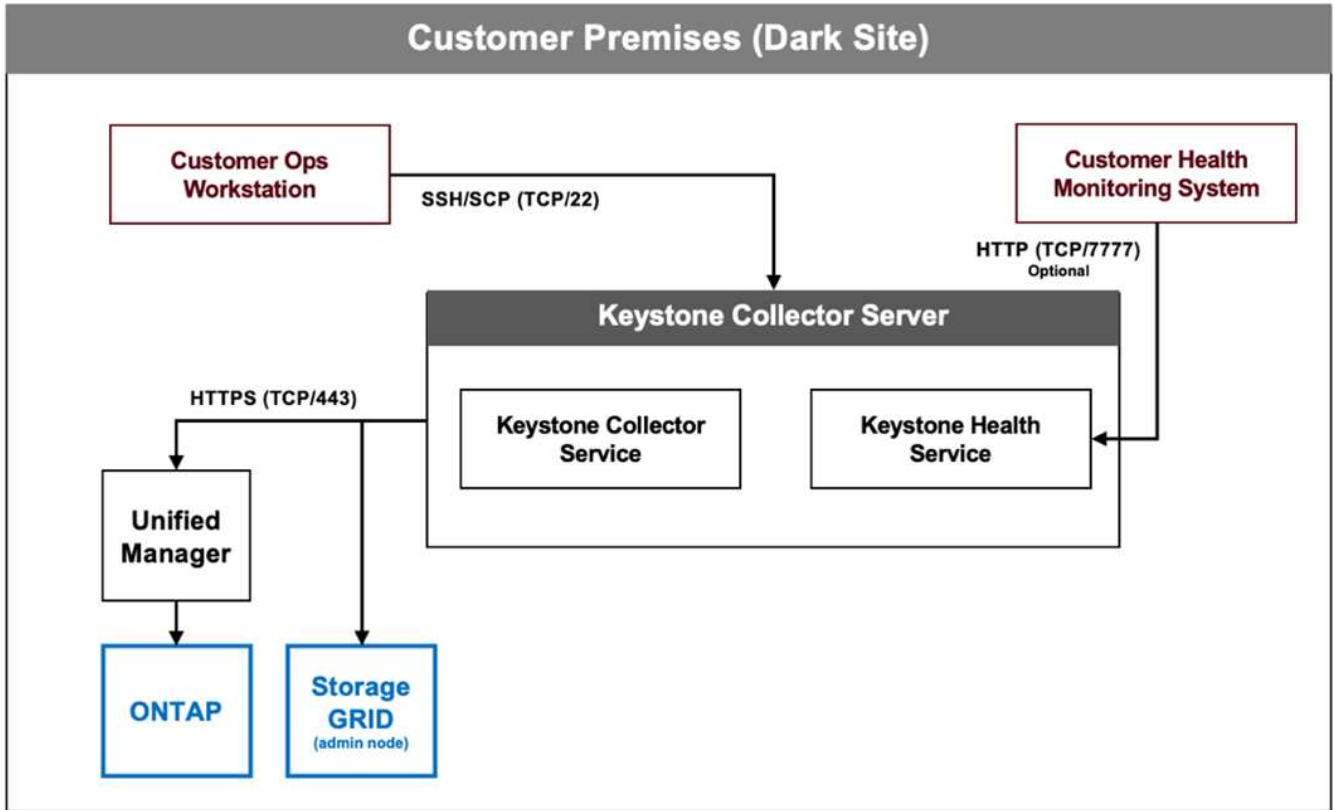 Customer Premises (Dark Site)
Customer Ops
Workstation
SSH/SCP (TCP/22)
Customer Health
Monitoring System
HTTP (TCP/7777)
Optional
Keystone Collector Server
Keystone Collector
Service
Keystone Health
Service
HTTPS (TCP/443)
Unified
Manager
ONTAP
Storage
GRID
(admin node)